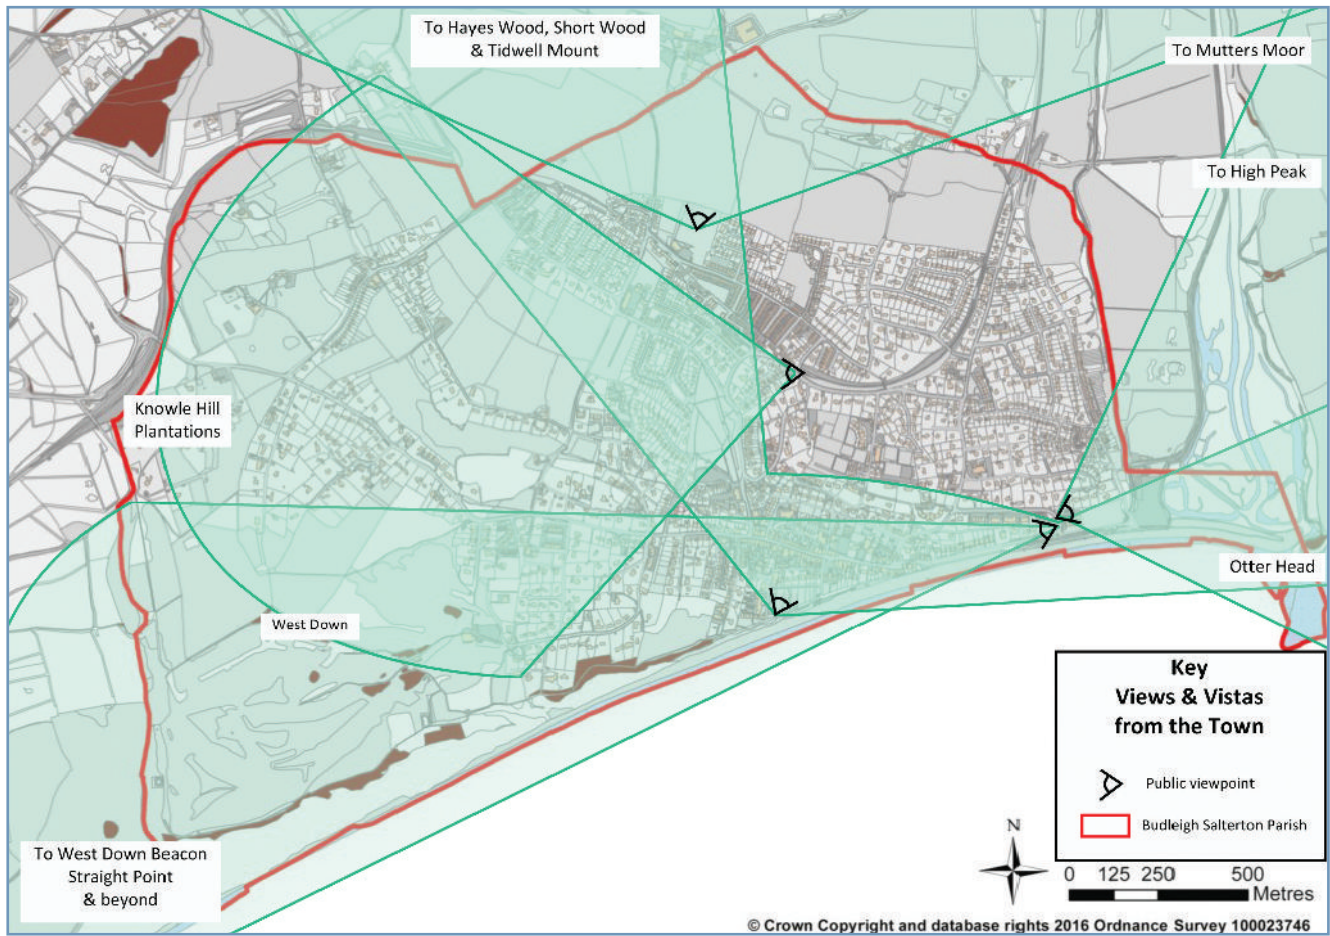 To Hayes Wood, Short Wood
& Tidwell Mount
To Mutters Moor
To High Peak
Knowle Hill
Plantations
Otter Head
West Down
Key
Views & Vistas
from the Town
Public viewpoint
Budleigh Salterton Parish
To West Down Beacon
Straight Point
& beyond
N
0 125 250 500
Metres
© Crown Copyright and database rights 2016 Ordnance Survey 100023746